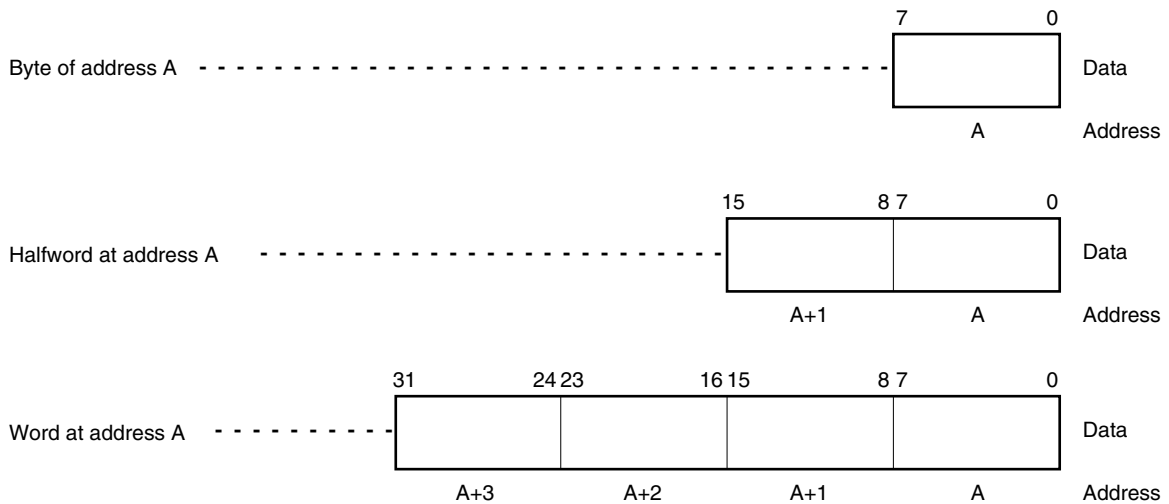 7 0
Byte of address A Data
A Address
15 8 7 0
Halfword at address A Data
A+1 A Address
31 24 23 16 15 8 7 0
Word at address A Data
A+3 A+2 A+1 A Address